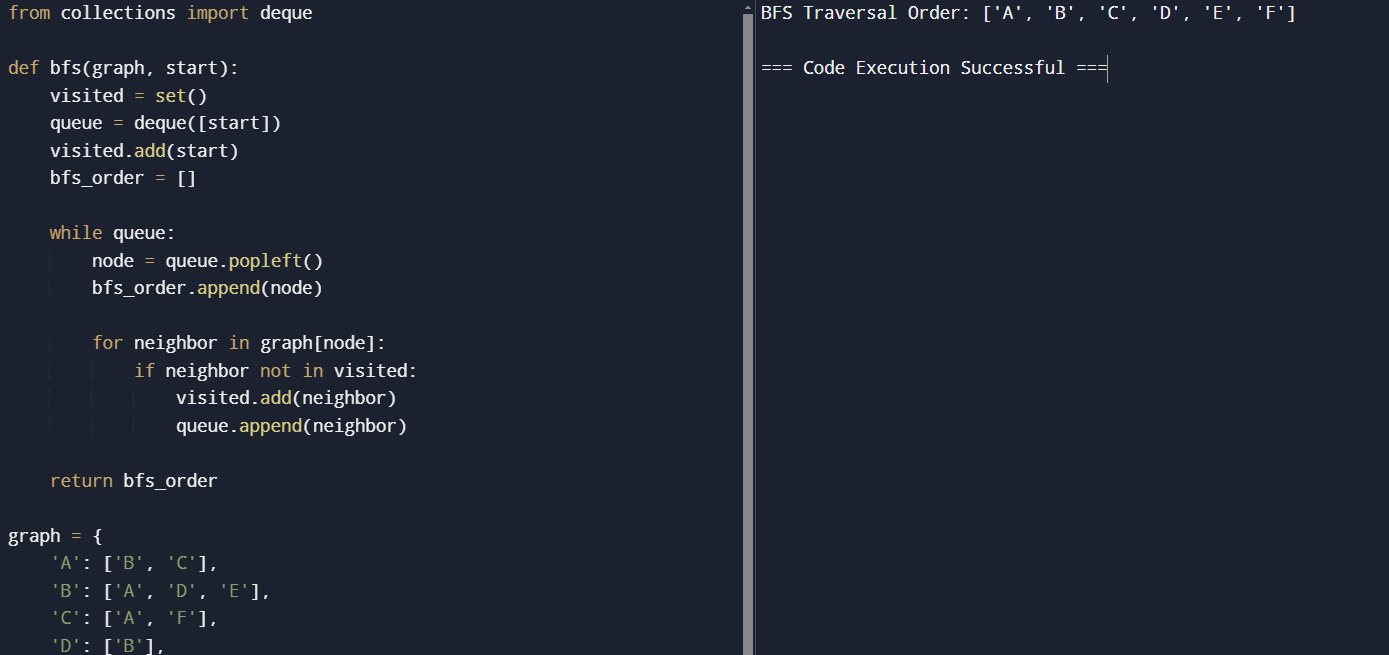 from collections import deque
def bfs(graph, start):
    visited = set()
    queue = deque([start])
    visited.add(start)
    bfs_order = []
    while queue:
        node = queue.popleft()
        bfs_order.append(node)
        for neighbor in graph[node]:
            if neighbor not in visited:
                visited.add(neighbor)
                queue.append(neighbor)
    return bfs_order
graph = {
    'A': ['B', 'C'],
    'B': ['A', 'D', 'E'],
    'C': ['A', 'F'],
    'D': ['B'],
BFS Traversal Order: ['A', 'B', 'C', 'D', 'E', 'F']
=== Code Execution Successful ===